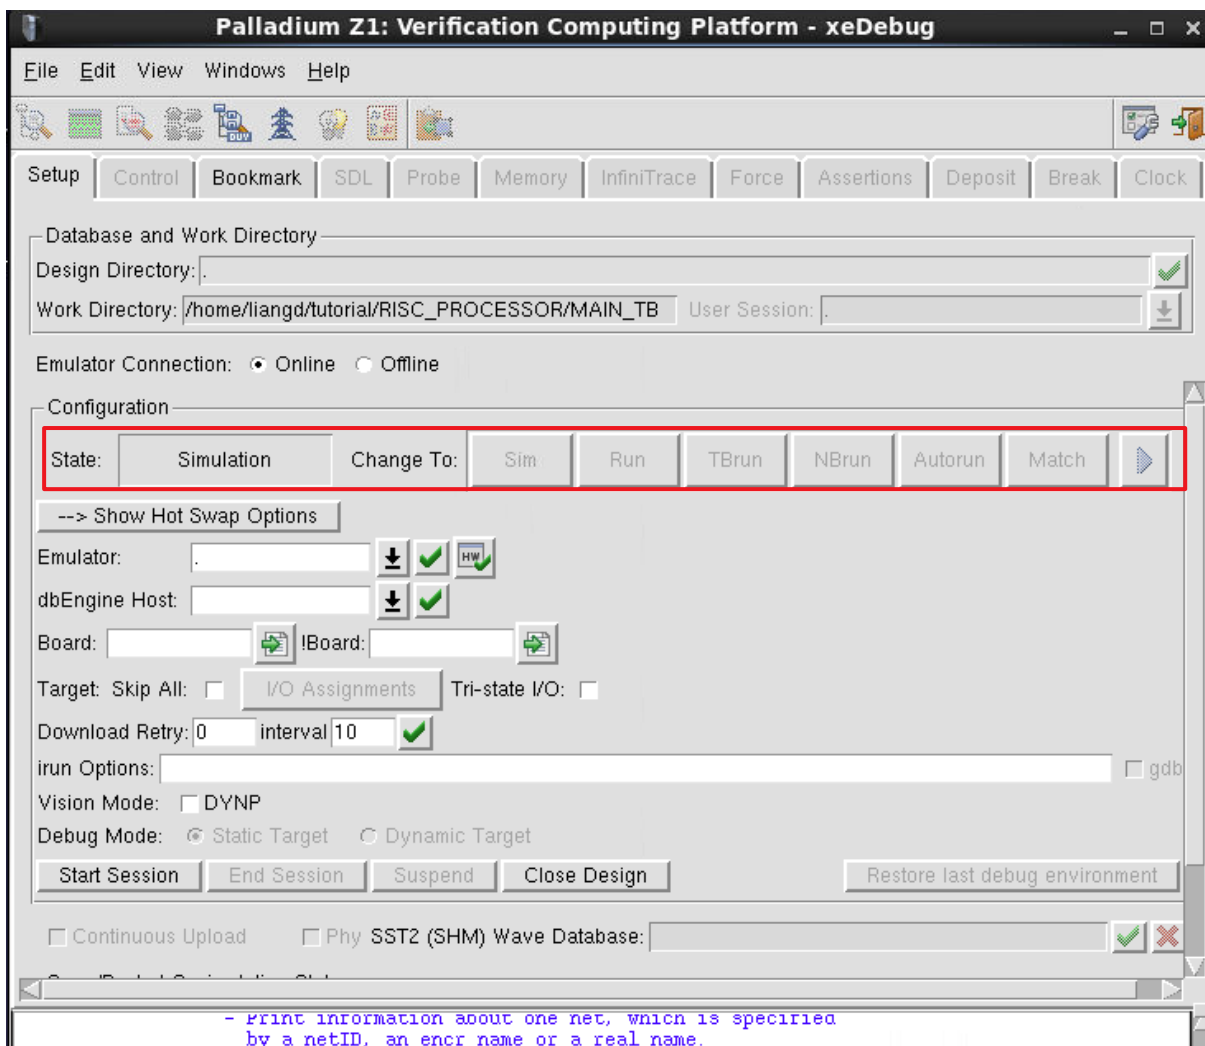 Palladium Z1: Verification Computing Platform - xeDebug
File Edit View Windows Help
Setup Control Bookmark SDL Probe Memory InfiniTrace Force Assertions Deposit Break Clock
Database and Work Directory
Design Directory: .
Work Directory: /home/liangd/tutorial/RISC_PROCESSOR/MAIN_TB User Session: .
Emulator Connection: Online Offline
Configuration
State: Simulation Change To: Sim Run TBrun NBrun Autorun Match
--> Show Hot Swap Options
Emulator: . HW
dbEngine Host:
Board: !Board:
Target: Skip All: I/O Assignments Tri-state I/O:
Download Retry: 0 interval 10
irun Options: gdb
Vision Mode: DYNP
Debug Mode: Static Target Dynamic Target
Start Session End Session Suspend Close Design Restore last debug environment
Continuous Upload Phy SST2 (SHM) Wave Database:
- Print information about one net, which is specified
by a netID, an encr name or a real name.